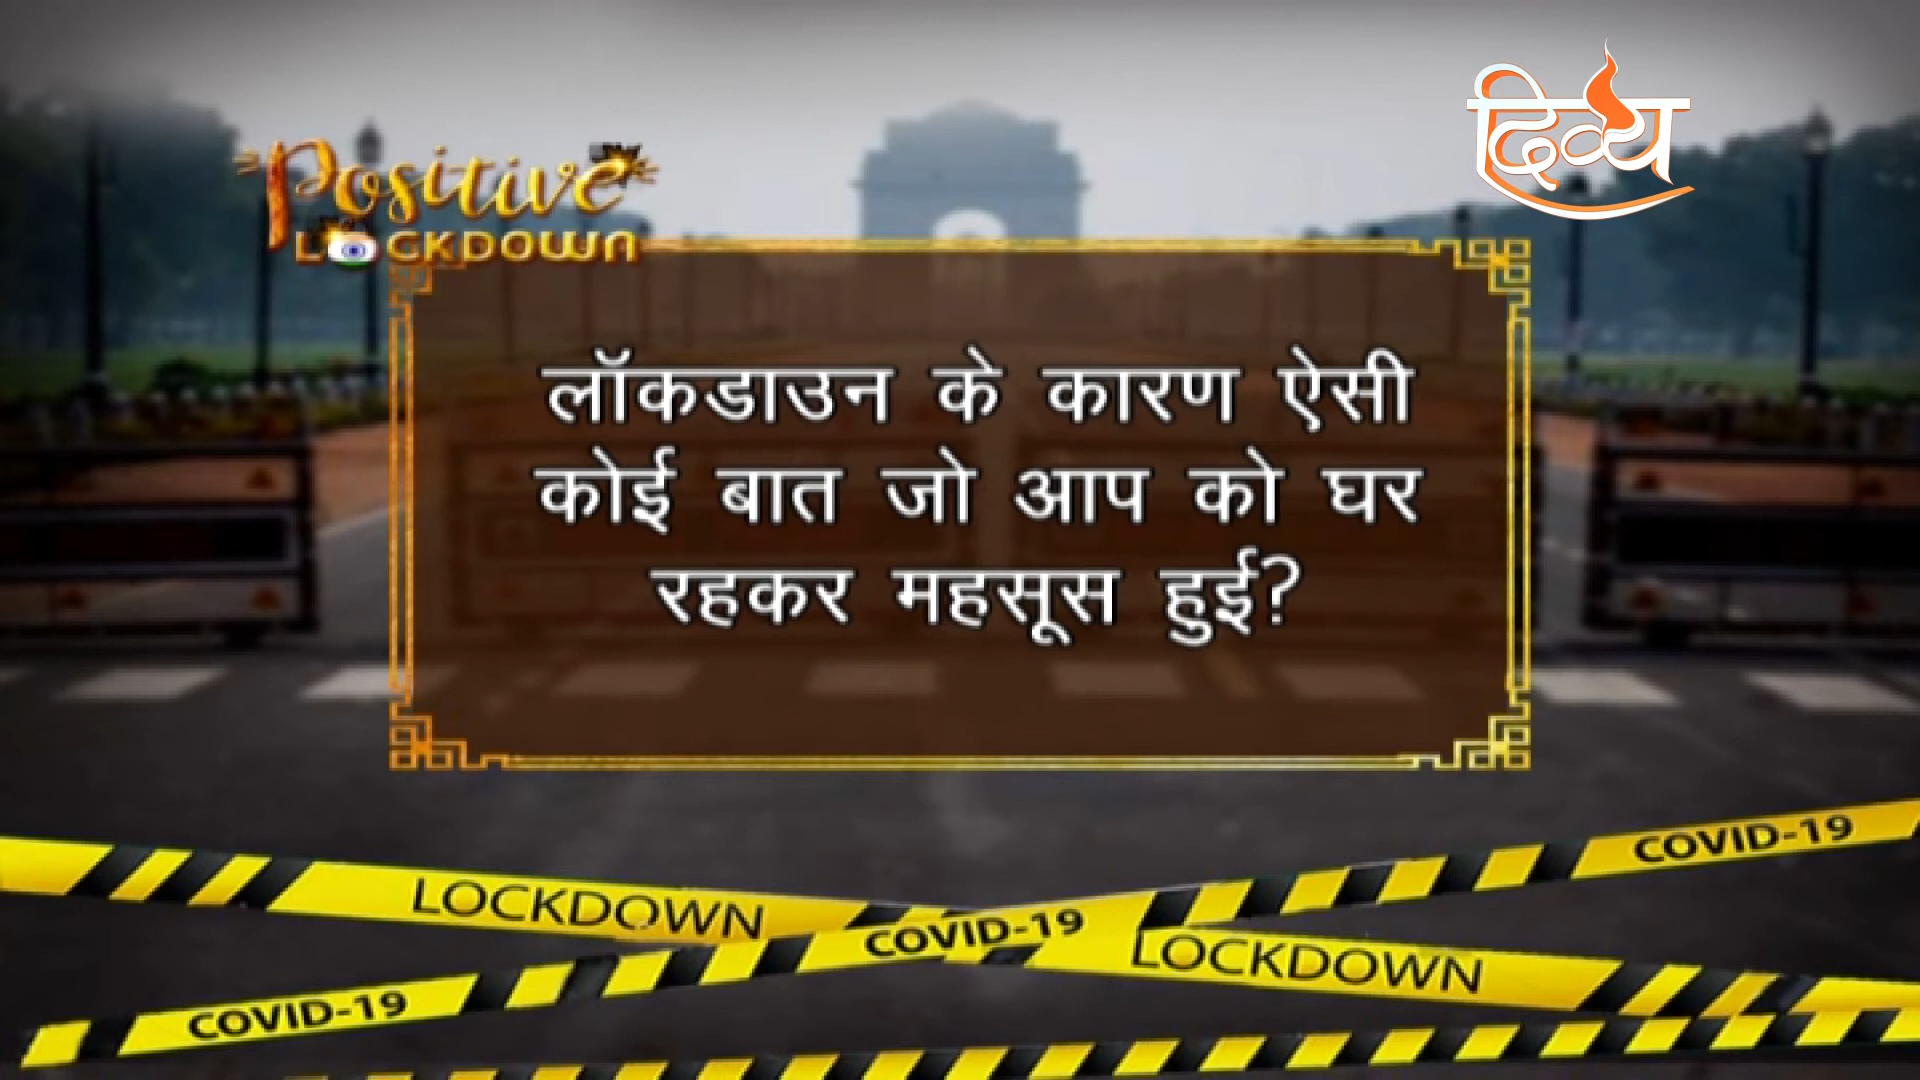 दिव्य
Positive
LOCKDOWN
लॉकडाउन के कारण ऐसी
कोई बात जो आप को घर
रहकर महसूस हुई?
COVID-19
LOCKDOWN
COVID-19
LOCKDOWN
COVID-19